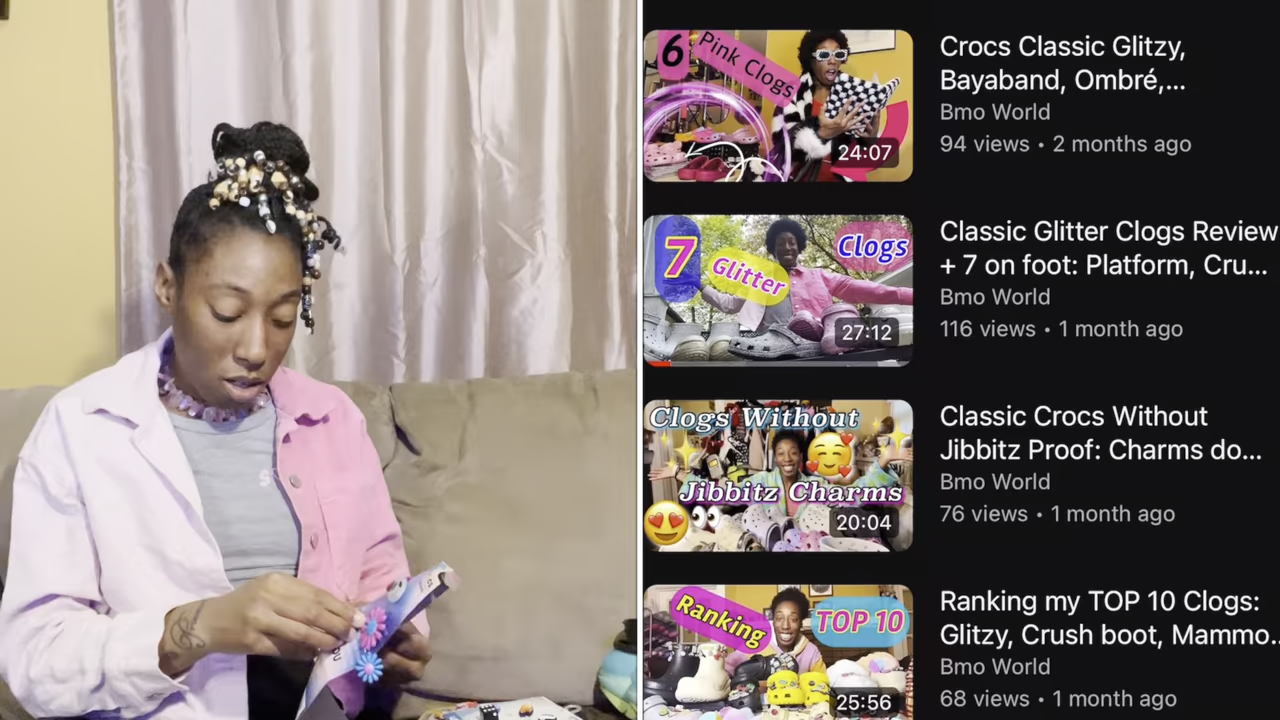 6 Pink Clogs
24:07
Crocs Classic Glitzy,
Bayaband, Ombré,...
Bmo World
94 views • 2 months ago
7 Glitter Clogs
27:12
Classic Glitter Clogs Review
+ 7 on foot: Platform, Cru...
Bmo World
116 views • 1 month ago
Clogs Without
Jibbitz Charms
20:04
Classic Crocs Without
Jibbitz Proof: Charms do...
Bmo World
76 views • 1 month ago
Ranking TOP 10
25:56
Ranking my TOP 10 Clogs:
Glitzy, Crush boot, Mammo...
Bmo World
68 views • 1 month ago